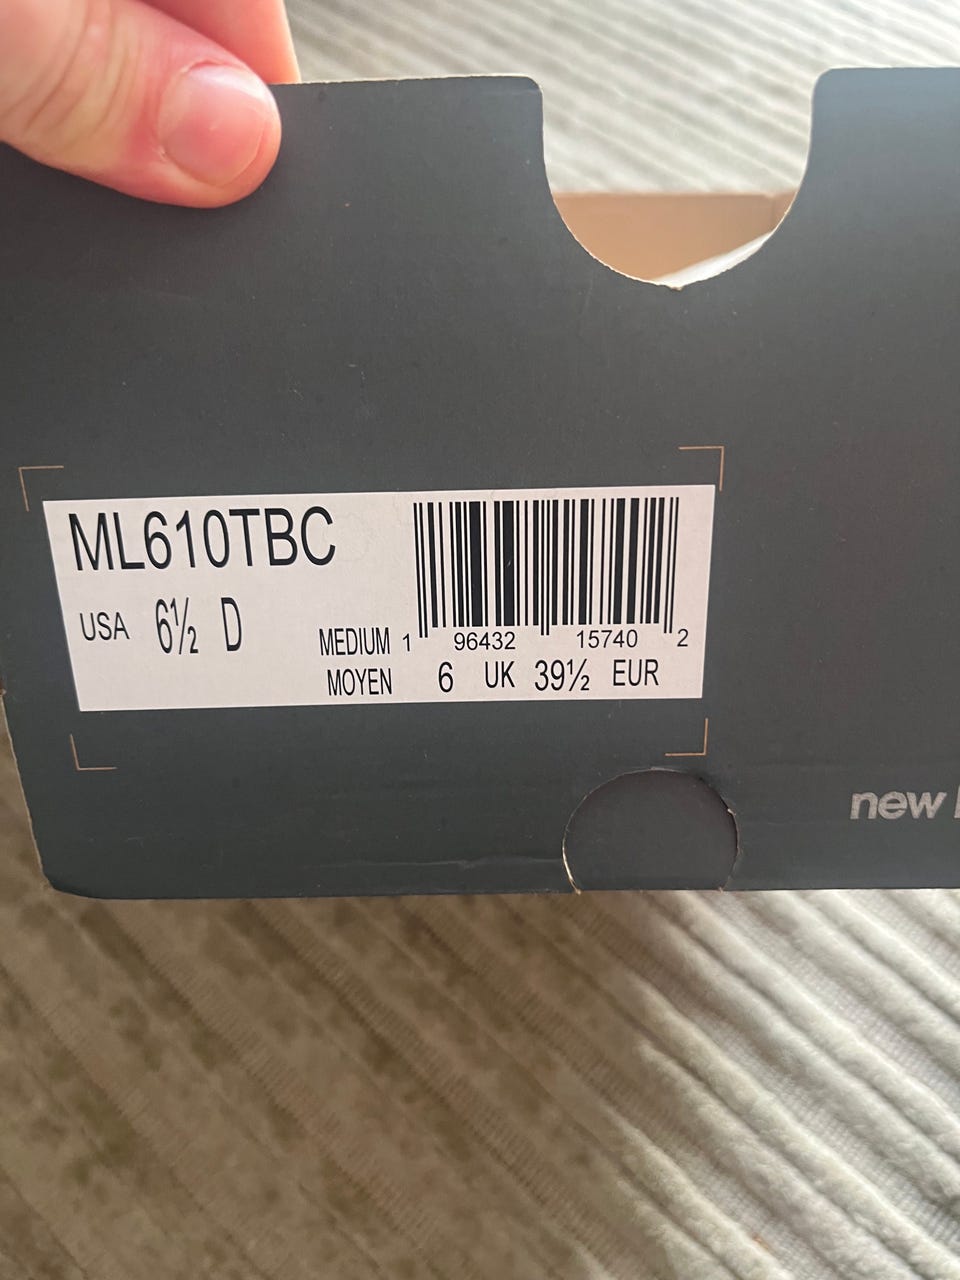 ML610TBC
USA 6½ D
MEDIUM 1 96432 15740 2
MOYEN 6 UK 39½ EUR
new